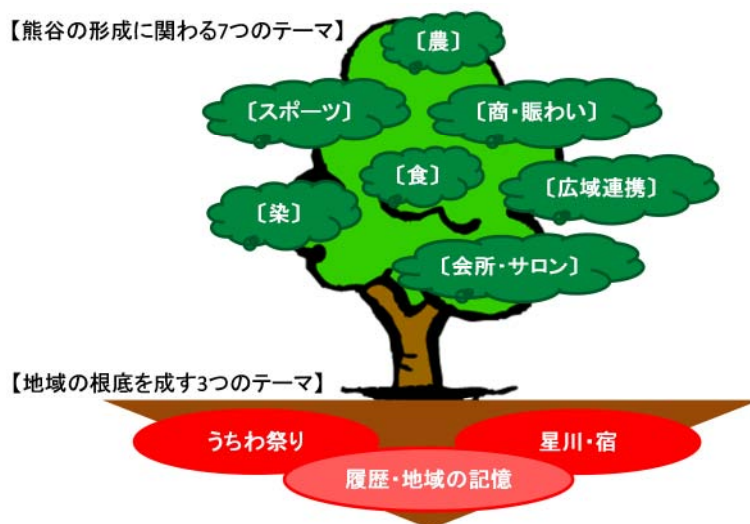 【熊谷の形成に関わる7つのテーマ】
〔農〕
〔スポーツ〕
〔商・賑わい〕
〔食〕
〔広域連携〕
〔染〕
〔会所・サロン〕
【地域の根底を成す3つのテーマ】
うちわ祭り
星川・宿
履歴・地域の記憶